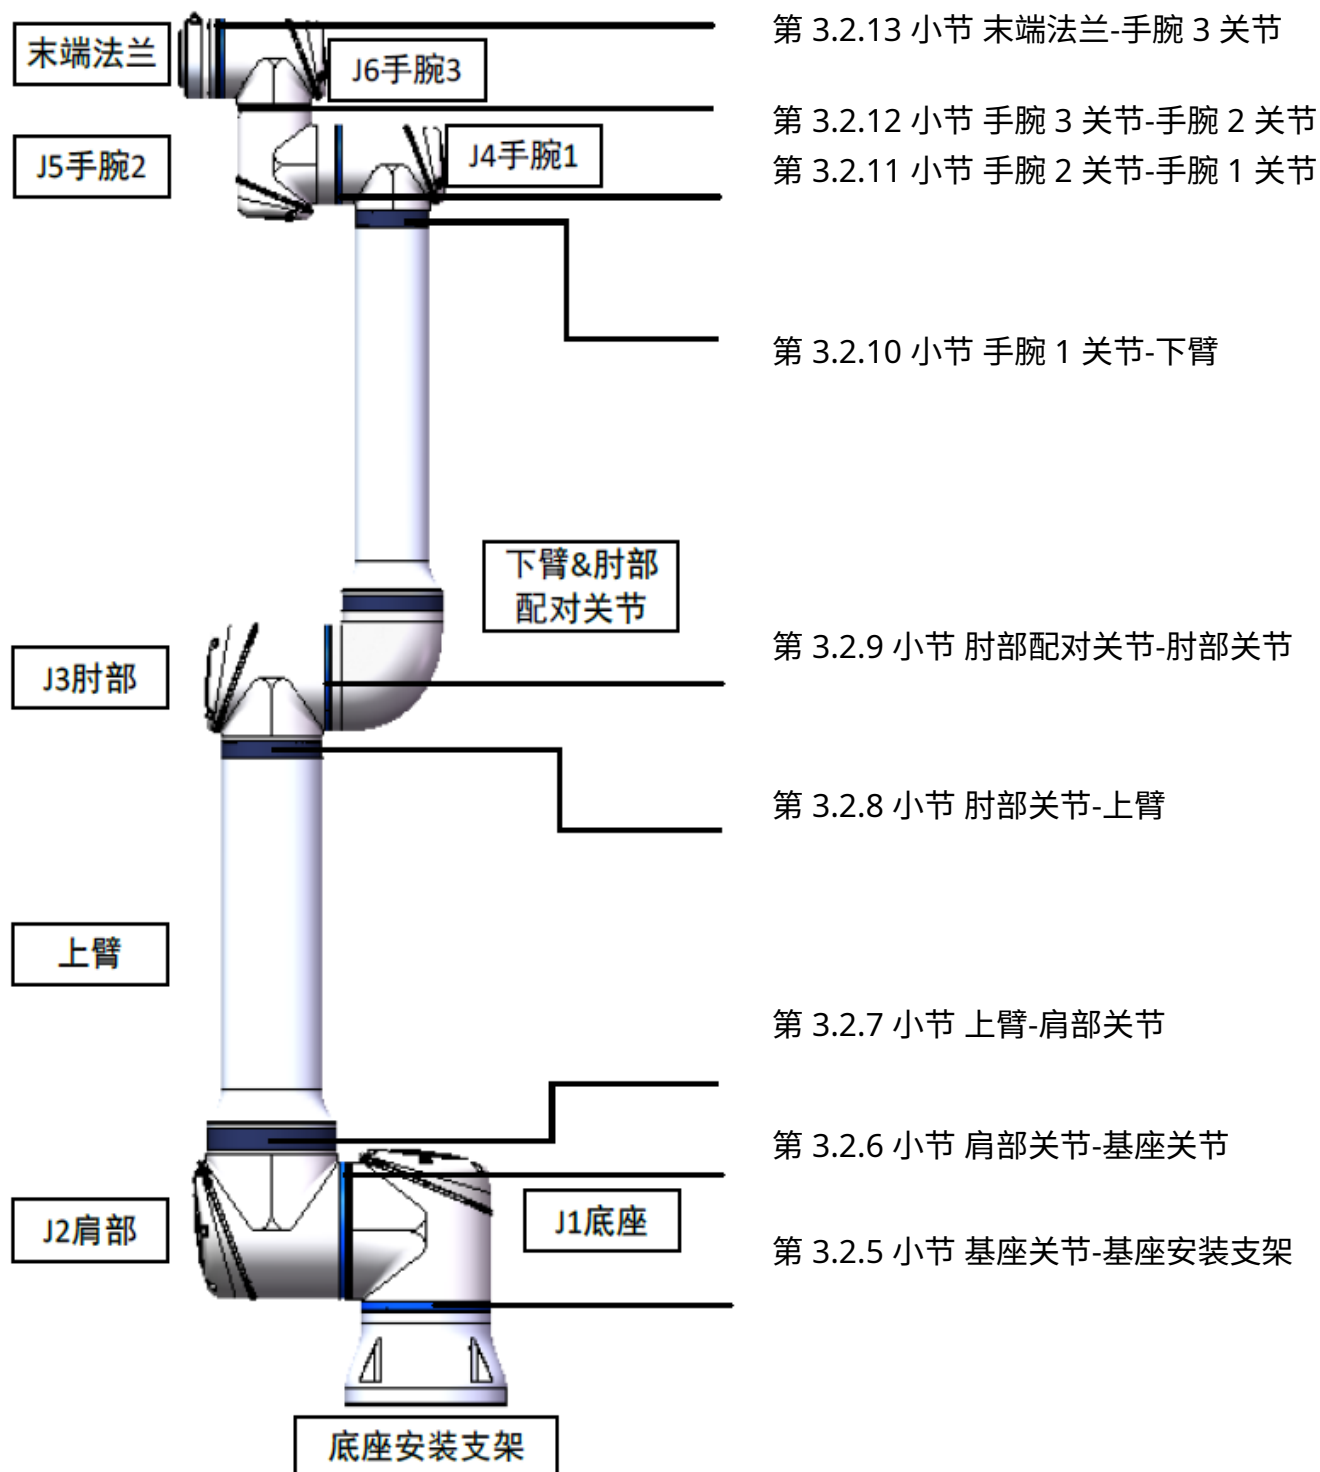 末端法兰
J6手腕3
第 3.2.13 小节 末端法兰-手腕 3 关节
第 3.2.12 小节 手腕 3 关节-手腕 2 关节
J5手腕2
J4手腕1
第 3.2.11 小节 手腕 2 关节-手腕 1 关节
第 3.2.10 小节 手腕 1 关节-下臂
下臂&肘部
配对关节
第 3.2.9 小节 肘部配对关节-肘部关节
J3肘部
第 3.2.8 小节 肘部关节-上臂
上臂
第 3.2.7 小节 上臂-肩部关节
第 3.2.6 小节 肩部关节-基座关节
J2肩部
J1底座
第 3.2.5 小节 基座关节-基座安装支架
底座安装支架